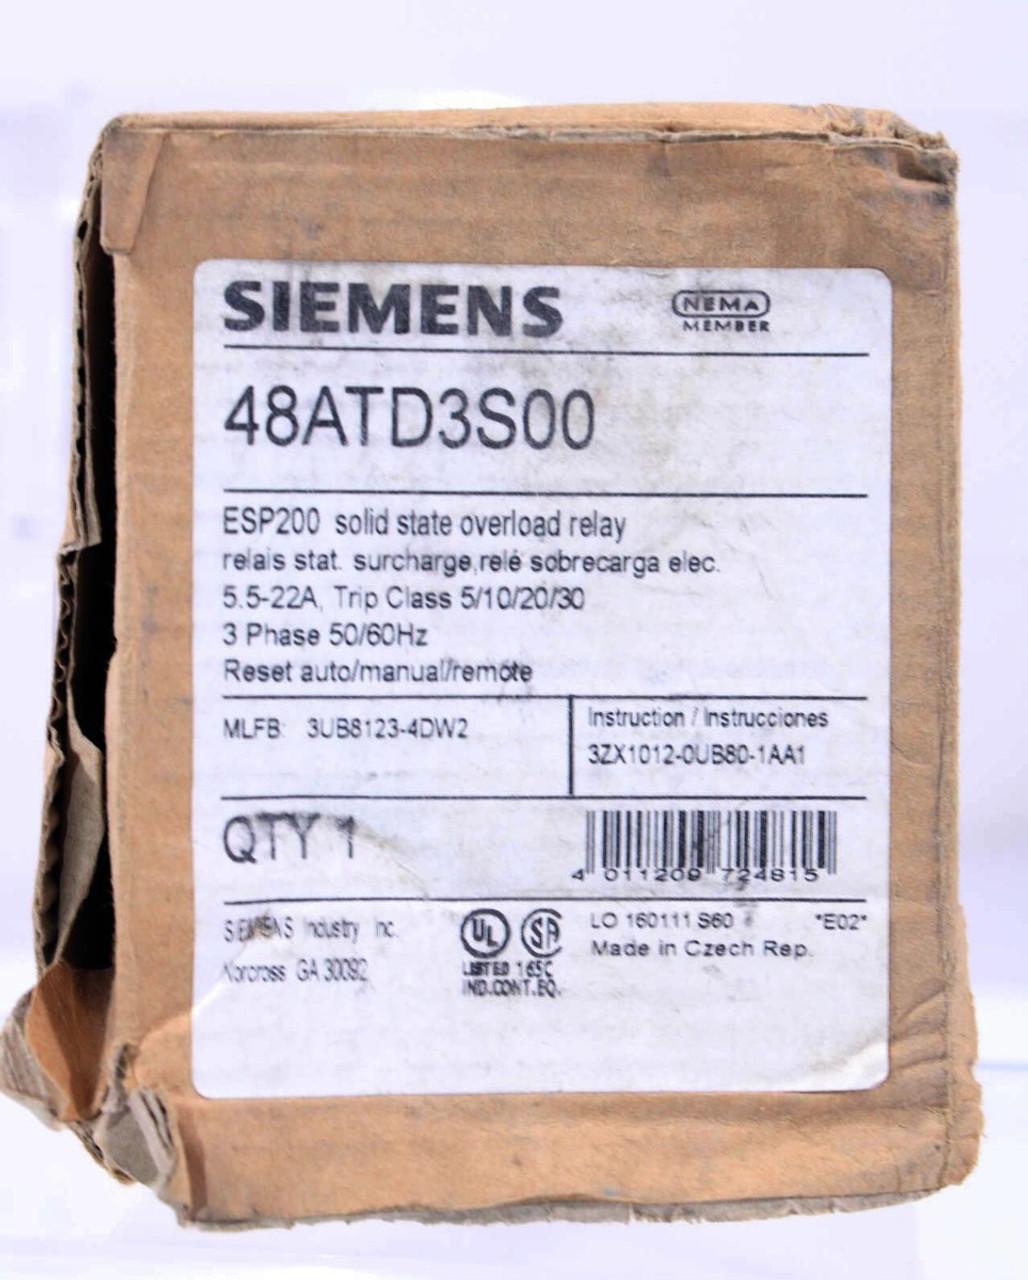 SIEMENS
NEMA
MEMBER
48ATD3S00
ESP200 solid state overload relay
relais stat. surcharge,relé sobrecarga elec.
5.5-22A, Trip Class 5/10/20/30
3 Phase 50/60Hz
Reset auto/manual/remote
MLFB: 3UB8123-4DW2
Instruction / Instrucciones
3ZX1012-0UB80-1AA1
QTY 1
4 011209 724615
SIEMENS Industry Inc.
Norcross GA 30092
UL
SA
LISTED 165C
IND.CONT.EQ.
LO 160111 S60 *E02*
Made in Czech Rep.